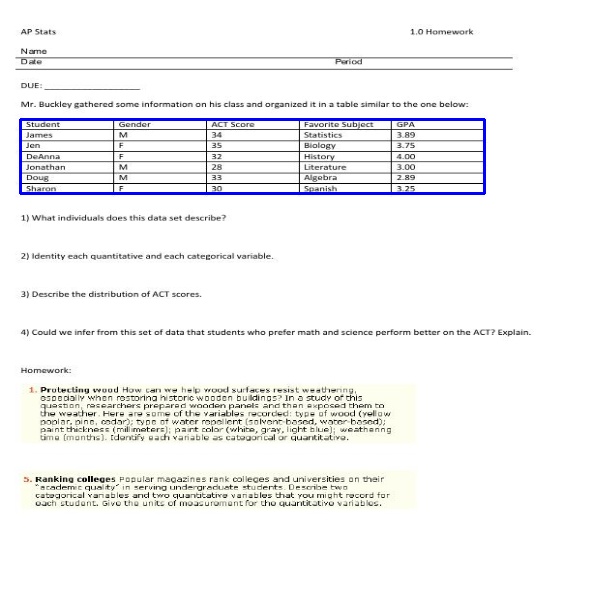 AP Stats 1.0 Homework
Name
Date Period
DUE: ____________________
Mr. Buckley gathered some information on his class and organized it in a table similar to the one below:
Student Gender ACT Score Favorite Subject GPA
James M 34 Statistics 3.89
Jen F 35 Biology 3.75
DeAnna F 32 History 4.00
Jonathan M 28 Literature 3.00
Doug M 33 Algebra 2.89
Sharon F 30 Spanish 3.25
1) What individuals does this data set describe?
2) Identity each quantitative and each categorical variable.
3) Describe the distribution of ACT scores.
4) Could we infer from this set of data that students who prefer math and science perform better on the ACT? Explain.
Homework:
1. Protecting wood How can we help wood surfaces resist weathering,
especially when restoring historic wooden buildings? In a study of this
question, researchers prepared wooden panels and then exposed them to
the weather. Here are some of the variables recorded: type of wood (yellow
poplar, pine, cedar); type of water repellent (solvent-based, water-based);
paint thickness (millimeters); paint color (white, gray, light blue); weathering
time (months). Identify each variable as categorical or quantitative.
5. Ranking colleges Popular magazines rank colleges and universities on their
"academic quality" in serving undergraduate students. Describe two
categorical variables and two quantitative variables that you might record for
each student. Give the units of measurement for the quantitative variables.